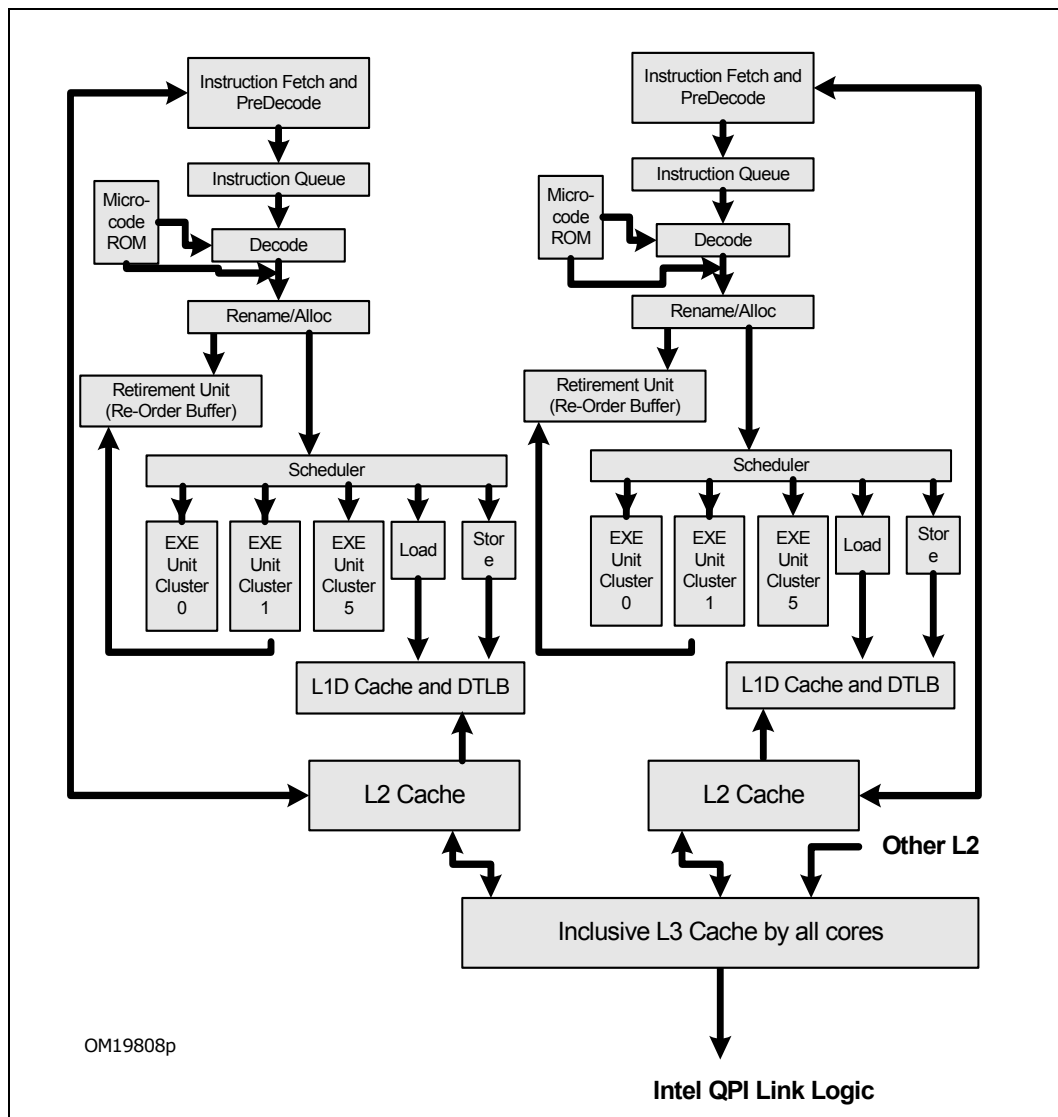 Instruction Fetch and
PreDecode
Instruction Queue
Micro-
code
ROM
Decode
Rename/Alloc
Retirement Unit
(Re-Order Buffer)
Scheduler
EXE
Unit
Cluster
0
EXE
Unit
Cluster
1
EXE
Unit
Cluster
5
Load
Stor
e
L1D Cache and DTLB
L2 Cache
Instruction Fetch and
PreDecode
Instruction Queue
Micro-
code
ROM
Decode
Rename/Alloc
Retirement Unit
(Re-Order Buffer)
Scheduler
EXE
Unit
Cluster
0
EXE
Unit
Cluster
1
EXE
Unit
Cluster
5
Load
Stor
e
L1D Cache and DTLB
L2 Cache
Other L2
Inclusive L3 Cache by all cores
OM19808p
Intel QPI Link Logic